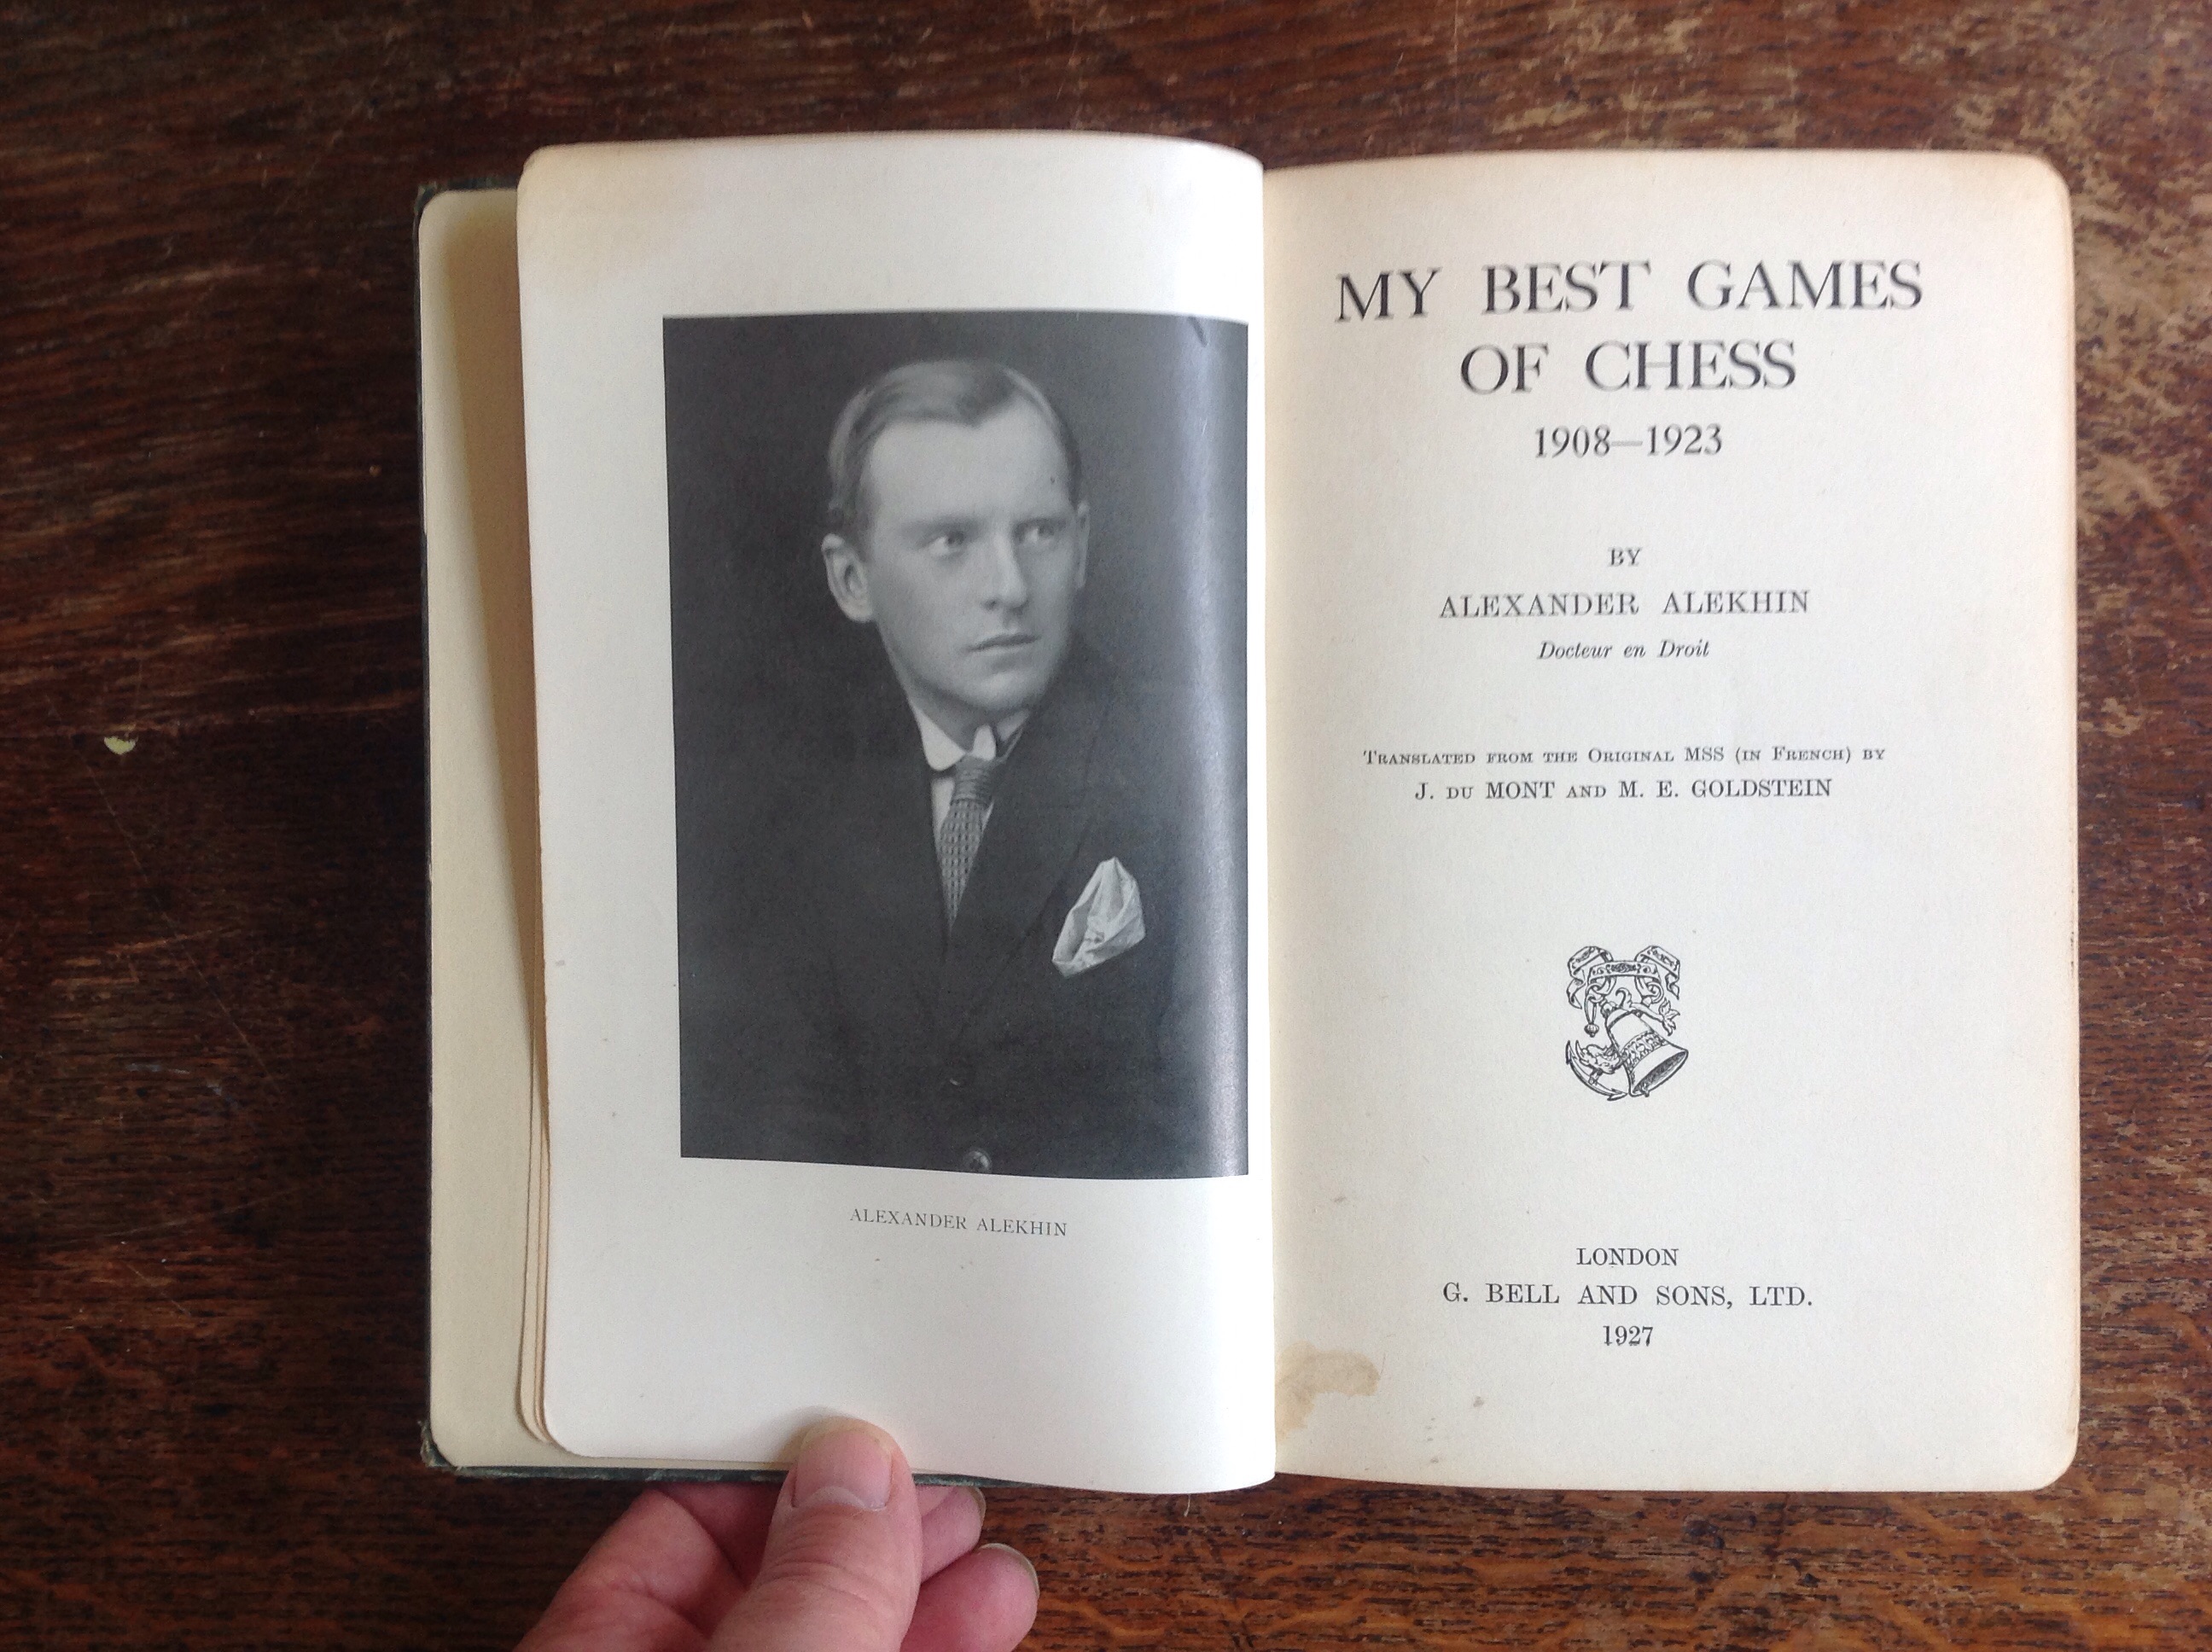 ALEXANDER ALEKHIN
MY BEST GAMES
OF CHESS
1908—1923
BY
ALEXANDER ALEKHIN
Docteur en Droit
Translated from the Original MSS (in French) by
J. du MONT and M. E. GOLDSTEIN
LONDON
G. BELL AND SONS, LTD.
1927